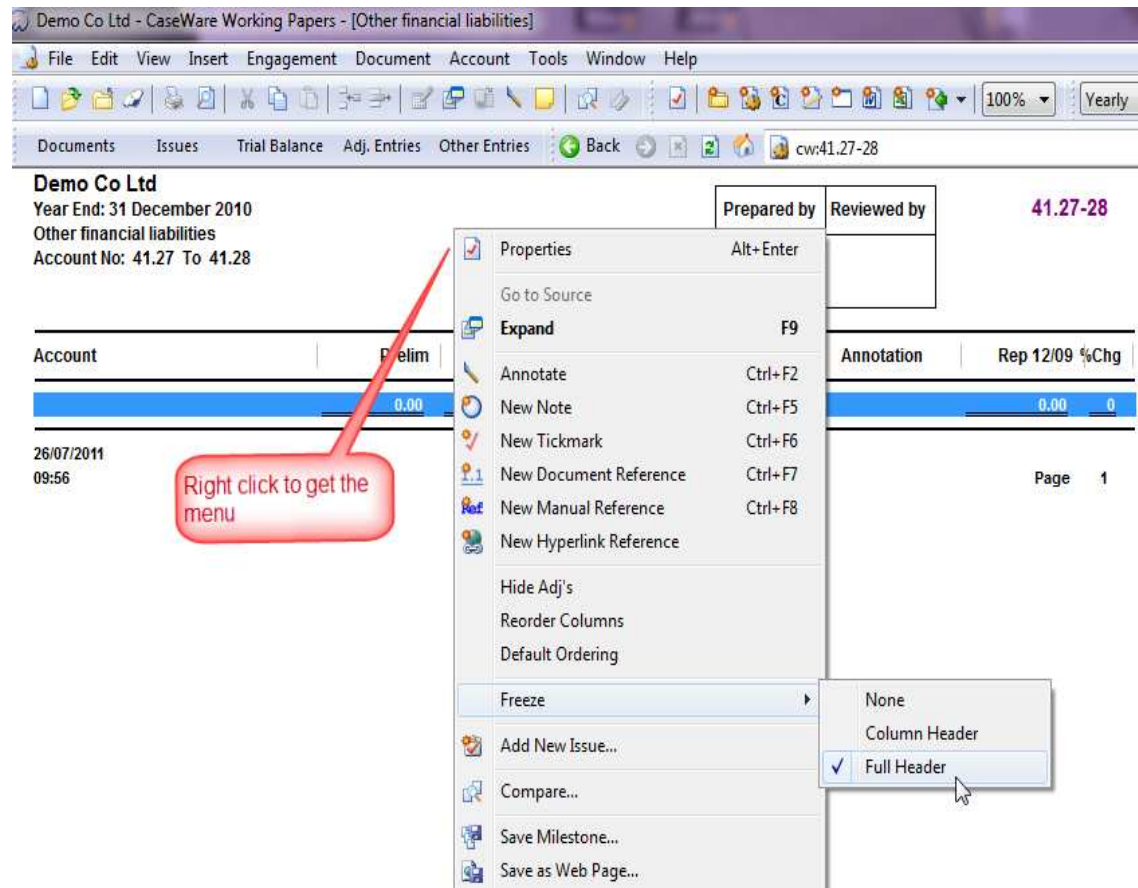 Demo Co Ltd - CaseWare Working Papers - [Other financial liabilities]
File Edit View Insert Engagement Document Account Tools Window Help
100% Yearly
Documents Issues Trial Balance Adj. Entries Other Entries Back cw:41.27-28
Demo Co Ltd
Year End: 31 December 2010
Other financial liabilities
Account No: 41.27 To 41.28
Prepared by Reviewed by
41.27-28
Account Prelim Annotation Rep 12/09 %Chg
0.00 0.00 0
26/07/2011
09:56
Page 1
Right click to get the
menu
Properties Alt+Enter
Go to Source
Expand F9
Annotate Ctrl+F2
New Note Ctrl+F5
New Tickmark Ctrl+F6
New Document Reference Ctrl+F7
New Manual Reference Ctrl+F8
New Hyperlink Reference
Hide Adj's
Reorder Columns
Default Ordering
Freeze
Add New Issue...
Compare...
Save Milestone...
Save as Web Page...
None
Column Header
Full Header